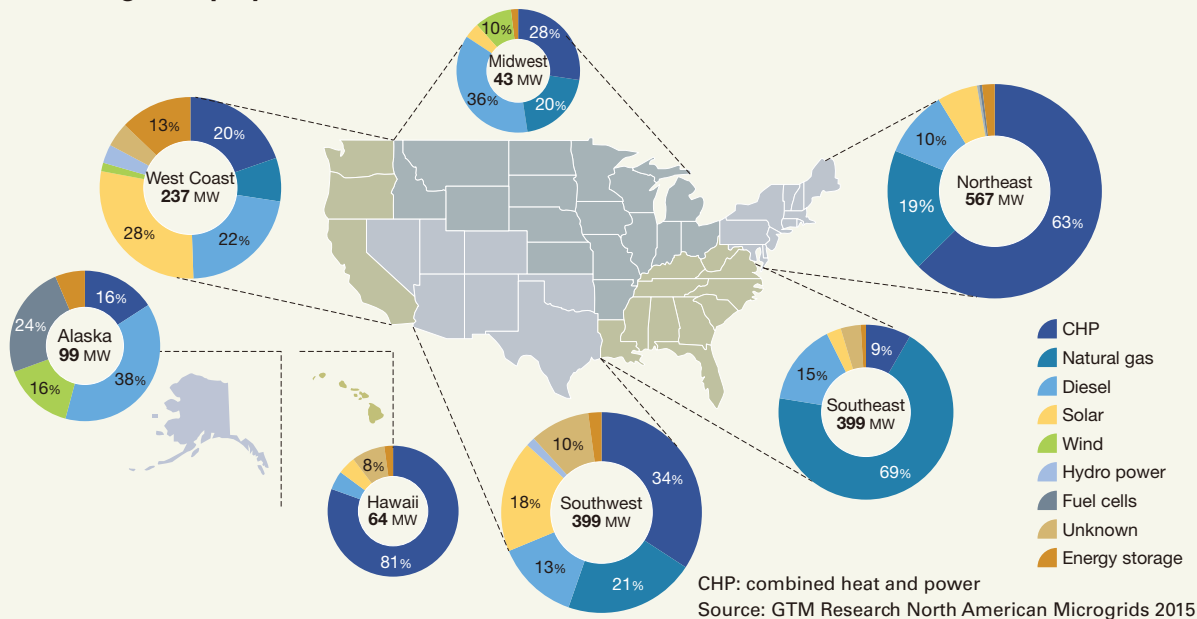 10%
28%
Midwest
43 MW
36%
20%
13%
20%
West Coast
237 MW
28%
22%
10%
19%
Northeast
567 MW
63%
16%
24%
Alaska
99 MW
16%
38%
9%
15%
Southeast
399 MW
69%
8%
Hawaii
64 MW
81%
10%
34%
18%
Southwest
399 MW
13%
21%
CHP
Natural gas
Diesel
Solar
Wind
Hydro power
Fuel cells
Unknown
Energy storage
CHP: combined heat and power
Source: GTM Research North American Microgrids 2015